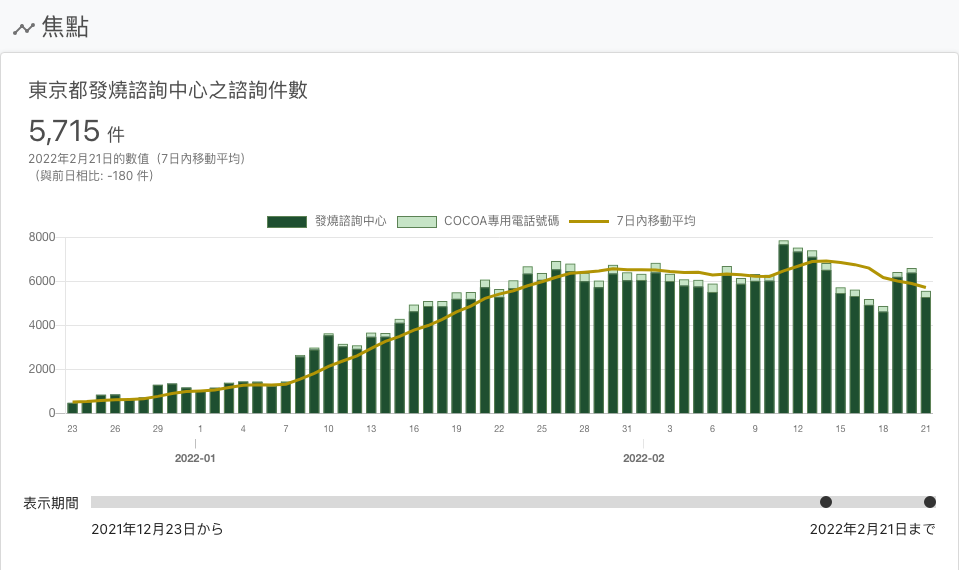 焦點
東京都發燒諮詢中心之諮詢件數
5,715 件
2022年2月21日的數值（7日內移動平均）
（與前日相比: -180 件）
發燒諮詢中心 COCOA專用電話號碼 7日內移動平均
8000
6000
4000
2000
0
23 26 29 1 4 7 10 13 16 19 22 25 28 31 3 6 9 12 15 18 21
2022-01 2022-02
表示期間
2021年12月23日から 2022年2月21日まで